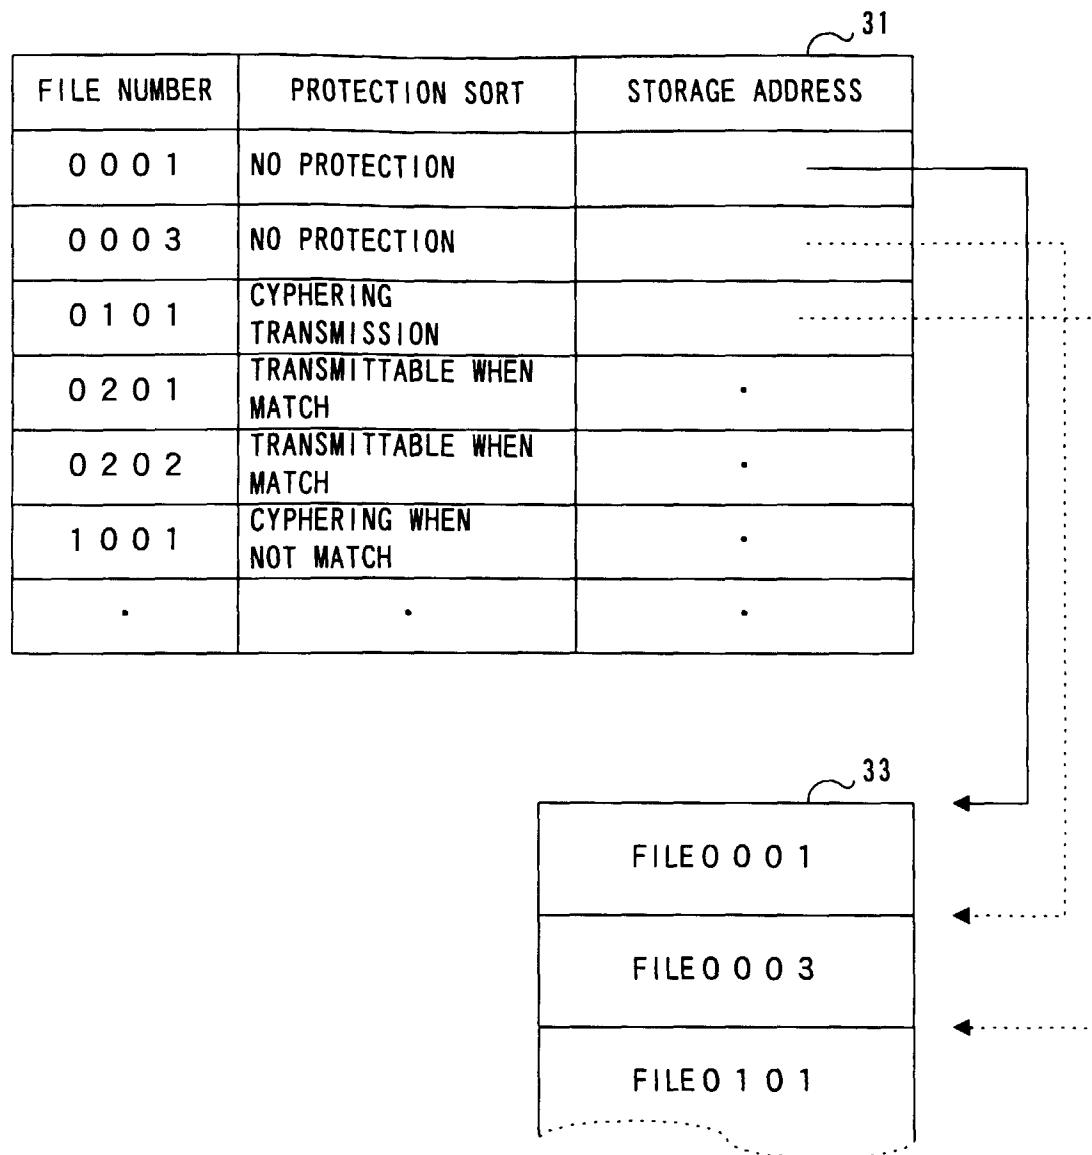 31
FILE NUMBER PROTECTION SORT STORAGE ADDRESS
0001 NO PROTECTION
0003 NO PROTECTION
0101 CYPHERING
TRANSMISSION
0201 TRANSMITTABLE WHEN
MATCH
0202 TRANSMITTABLE WHEN
MATCH
1001 CYPHERING WHEN
NOT MATCH
33
FILE0001
FILE0003
FILE0101